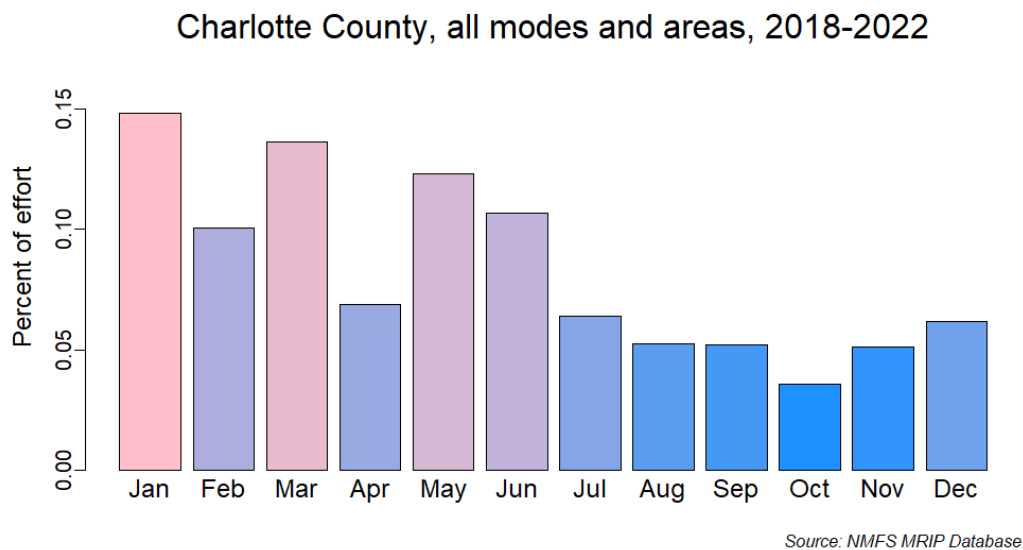 Charlotte County, all modes and areas, 2018-2022
Percent of effort
0.15
0.10
0.05
0.00
Jan Feb Mar Apr May Jun Jul Aug Sep Oct Nov Dec
Source: NMFS MRIP Database